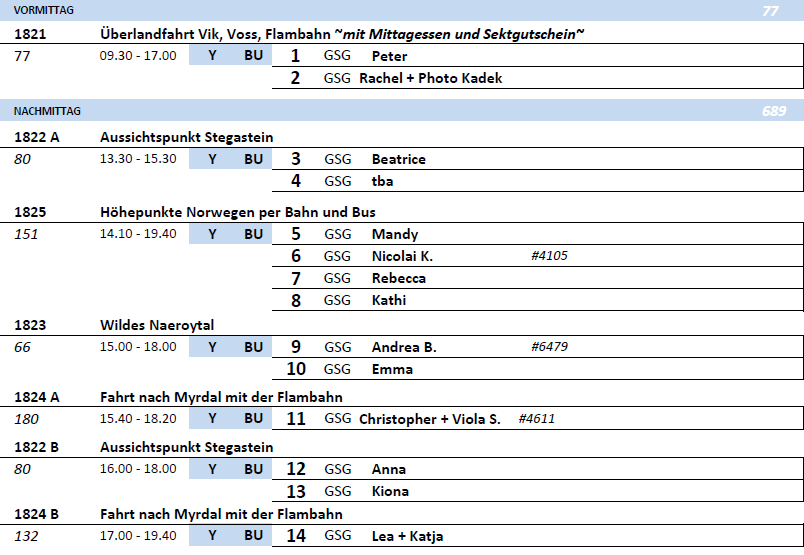 VORMITTAG 77
1821 Überlandfahrt Vik, Voss, Flambahn ~mit Mittagessen und Sektgutschein~
77 09.30 - 17.00 Y BU 1 GSG Peter
2 GSG Rachel + Photo Kadek
NACHMITTAG 689
1822 A Aussichtspunkt Stegastein
80 13.30 - 15.30 Y BU 3 GSG Beatrice
4 GSG tba
1825 Höhepunkte Norwegen per Bahn und Bus
151 14.10 - 19.40 Y BU 5 GSG Mandy
6 GSG Nicolai K. #4105
7 GSG Rebecca
8 GSG Kathi
1823 Wildes Naeroytal
66 15.00 - 18.00 Y BU 9 GSG Andrea B. #6479
10 GSG Emma
1824 A Fahrt nach Myrdal mit der Flambahn
180 15.40 - 18.20 Y BU 11 GSG Christopher + Viola S. #4611
1822 B Aussichtspunkt Stegastein
80 16.00 - 18.00 Y BU 12 GSG Anna
13 GSG Kiona
1824 B Fahrt nach Myrdal mit der Flambahn
132 17.00 - 19.40 Y BU 14 GSG Lea + Katja